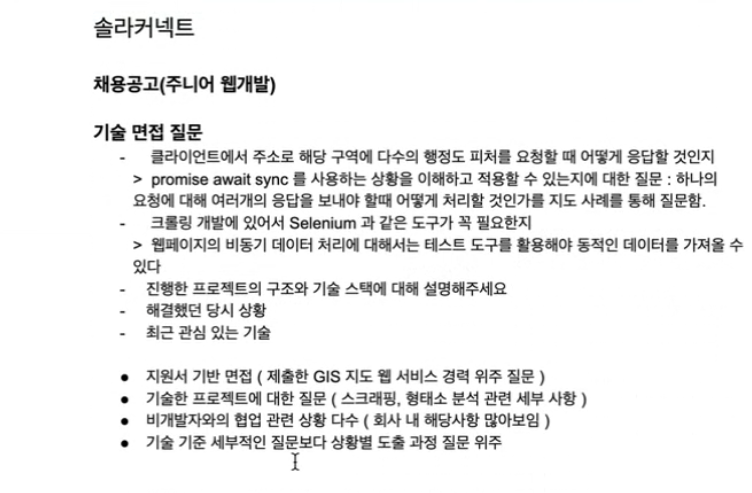 솔라커넥트
채용공고(주니어 웹개발)
기술 면접 질문
- 클라이언트에서 주소로 해당 구역에 다수의 행정도 피처를 요청할 때 어떻게 응답할 것인지
> promise await sync 를 사용하는 상황을 이해하고 적용할 수 있는지에 대한 질문 : 하나의
요청에 대해 여러개의 응답을 보내야 할때 어떻게 처리할 것인가를 지도 사례를 통해 질문함.
- 크롤링 개발에 있어서 Selenium 과 같은 도구가 꼭 필요한지
> 웹페이지의 비동기 데이터 처리에 대해서는 테스트 도구를 활용해야 동적인 데이터를 가져올 수
있다
- 진행한 프로젝트의 구조와 기술 스택에 대해 설명해주세요
- 해결했던 당시 상황
- 최근 관심 있는 기술
● 지원서 기반 면접 ( 제출한 GIS 지도 웹 서비스 경력 위주 질문 )
● 기술한 프로젝트에 대한 질문 ( 스크래핑, 형태소 분석 관련 세부 사항 )
● 비개발자와의 협업 관련 상황 다수 ( 회사 내 해당사항 많아보임 )
● 기술 기준 세부적인 질문보다 상황별 도출 과정 질문 위주